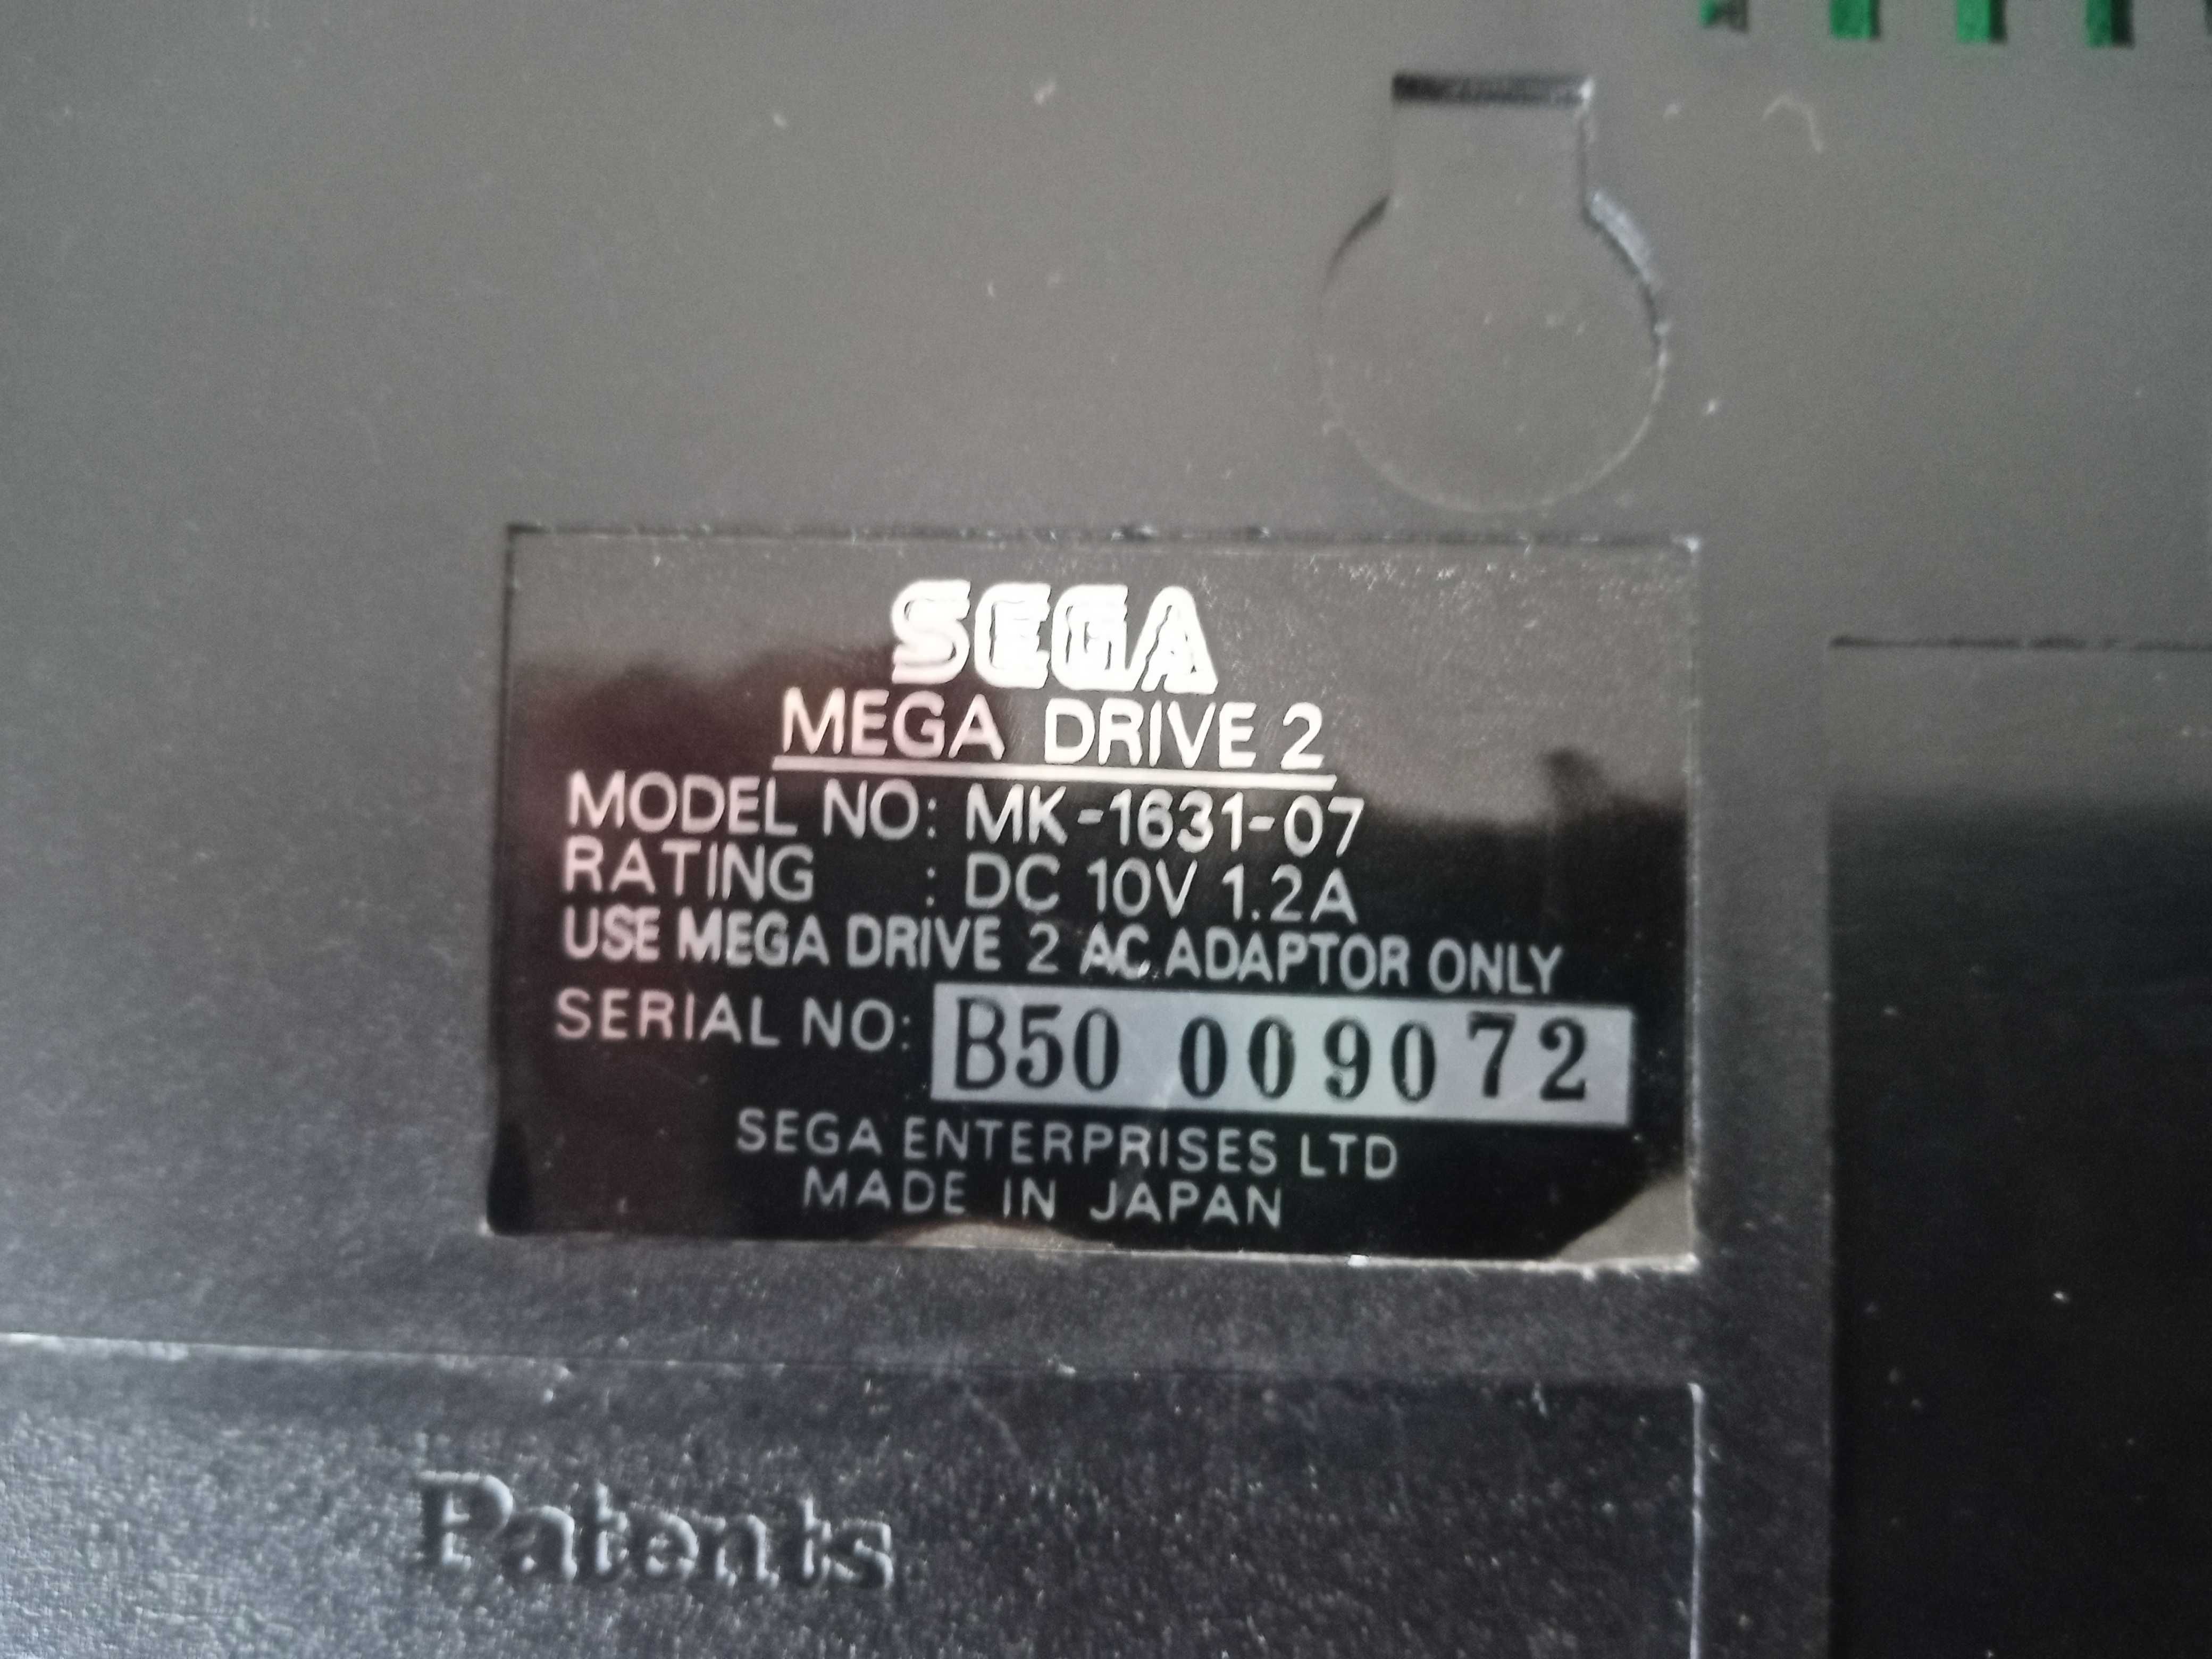 SEGA
MEGA DRIVE 2
MODEL NO: MK-1631-07
RATING : DC 10V 1.2A
USE MEGA DRIVE 2 AC ADAPTOR ONLY
SERIAL NO: B50 009072
SEGA ENTERPRISES LTD
MADE IN JAPAN
Patents